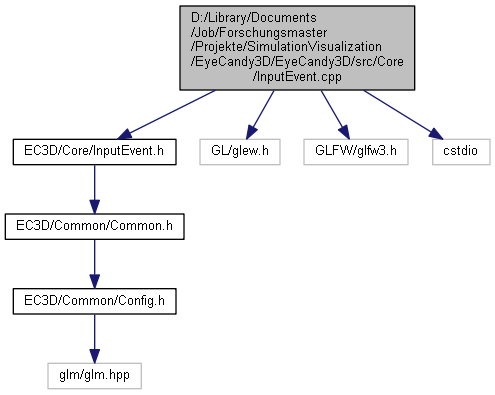 D:/Library/Documents
/Job/Forschungsmaster
/Projekte/SimulationVisualization
/EyeCandy3D/EyeCandy3D/src/Core
/InputEvent.cpp
EC3D/Core/InputEvent.h
GL/glew.h
GLFW/glfw3.h
cstdio
EC3D/Common/Common.h
EC3D/Common/Config.h
glm/glm.hpp